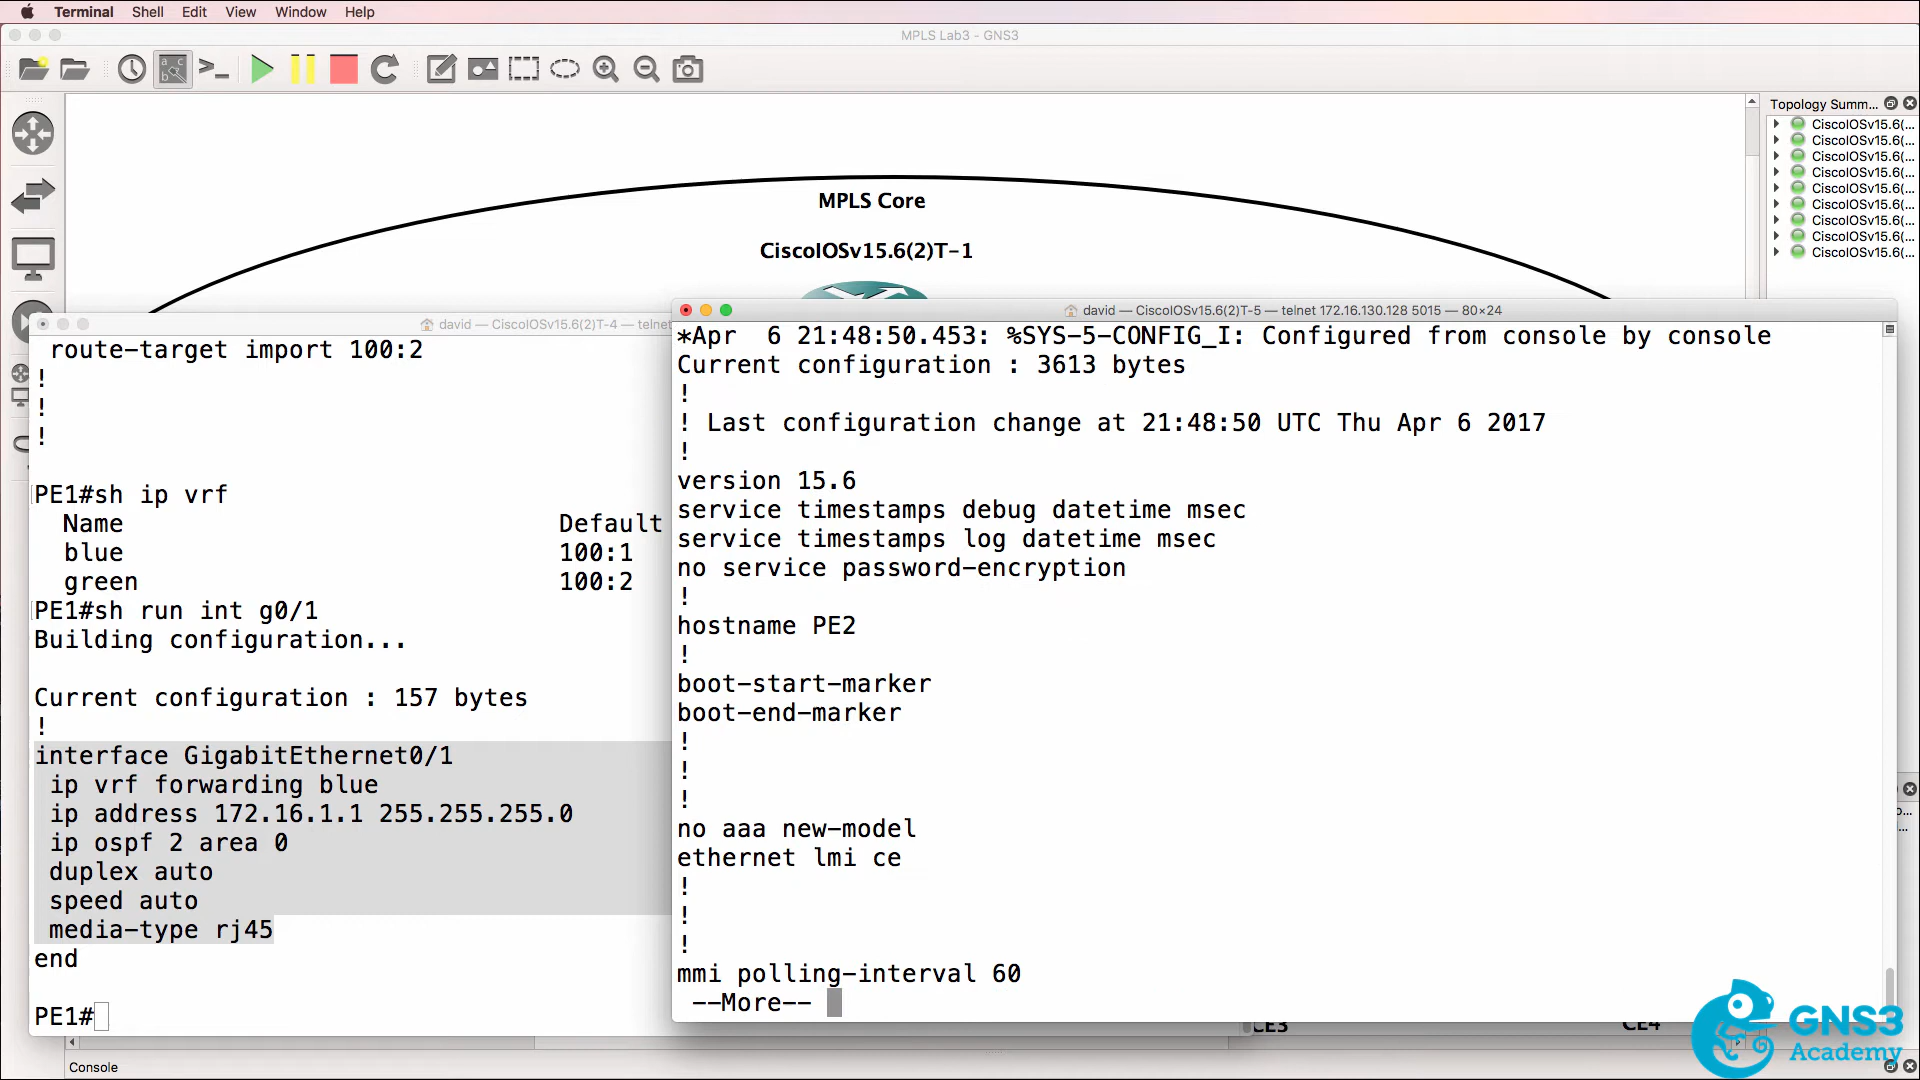 Terminal Shell Edit View Window Help
MPLS Lab3 - GNS3
Topology Summ...
CiscoIOSv15.6(...
CiscoIOSv15.6(...
CiscoIOSv15.6(...
CiscoIOSv15.6(...
CiscoIOSv15.6(...
CiscoIOSv15.6(...
CiscoIOSv15.6(...
CiscoIOSv15.6(...
CiscoIOSv15.6(...
MPLS Core
CiscoIOSv15.6(2)T-1
david — CiscoIOSv15.6(2)T-4 — telnet
route-target import 100:2
!
!
!
PE1#sh ip vrf
Name Default
blue 100:1
green 100:2
PE1#sh run int g0/1
Building configuration...
Current configuration : 157 bytes
!
interface GigabitEthernet0/1
ip vrf forwarding blue
ip address 172.16.1.1 255.255.255.0
ip ospf 2 area 0
duplex auto
speed auto
media-type rj45
end
PE1#
david — CiscoIOSv15.6(2)T-5 — telnet 172.16.130.128 5015 — 80×24
*Apr  6 21:48:50.453: %SYS-5-CONFIG_I: Configured from console by console
Current configuration : 3613 bytes
!
! Last configuration change at 21:48:50 UTC Thu Apr 6 2017
!
version 15.6
service timestamps debug datetime msec
service timestamps log datetime msec
no service password-encryption
!
hostname PE2
!
boot-start-marker
boot-end-marker
!
!
!
no aaa new-model
ethernet lmi ce
!
!
!
mmi polling-interval 60
--More--
CE3 CE4
Console
GNS3
Academy